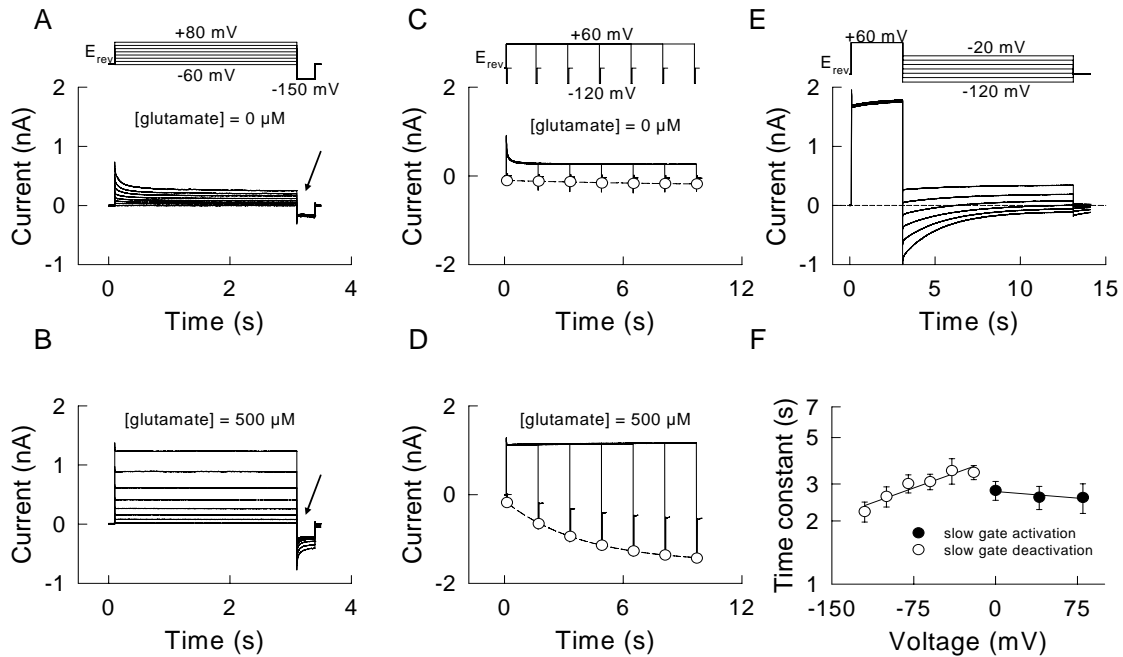 A
+80 mV
E rev
-60 mV
-150 mV
[glutamate] = 0 µM
2
1
0
-1
Current (nA)
0
2
4
Time (s)
B
[glutamate] = 500 µM
2
1
0
-1
Current (nA)
0
2
4
Time (s)
C
+60 mV
E rev
-120 mV
[glutamate] = 0 µM
2
0
-2
Current (nA)
0
6
12
Time (s)
D
[glutamate] = 500 µM
2
0
-2
Current (nA)
0
6
12
Time (s)
E
+60 mV
-20 mV
E rev
-120 mV
2
1
0
-1
Current (nA)
0
5
10
15
Time (s)
F
7
5
3
2
1
Time constant (s)
slow gate activation
slow gate deactivation
-150
-75
0
75
Voltage (mV)